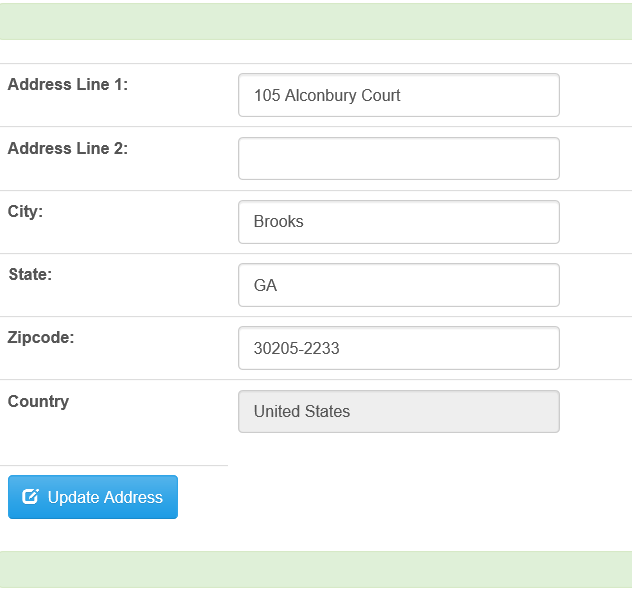 Address Line 1:
105 Alconbury Court
Address Line 2:
City:
Brooks
State:
GA
Zipcode:
30205-2233
Country
United States
Update Address